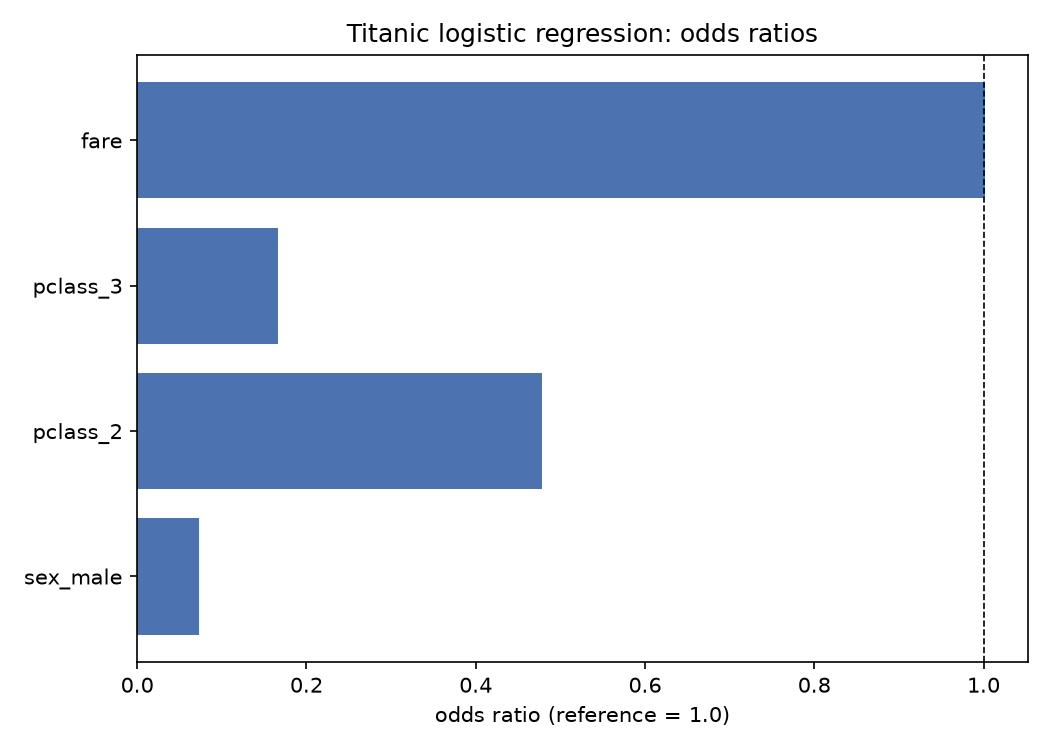 Titanic logistic regression: odds ratios
fare
pclass_3
pclass_2
sex_male
0.0 0.2 0.4 0.6 0.8 1.0
odds ratio (reference = 1.0)